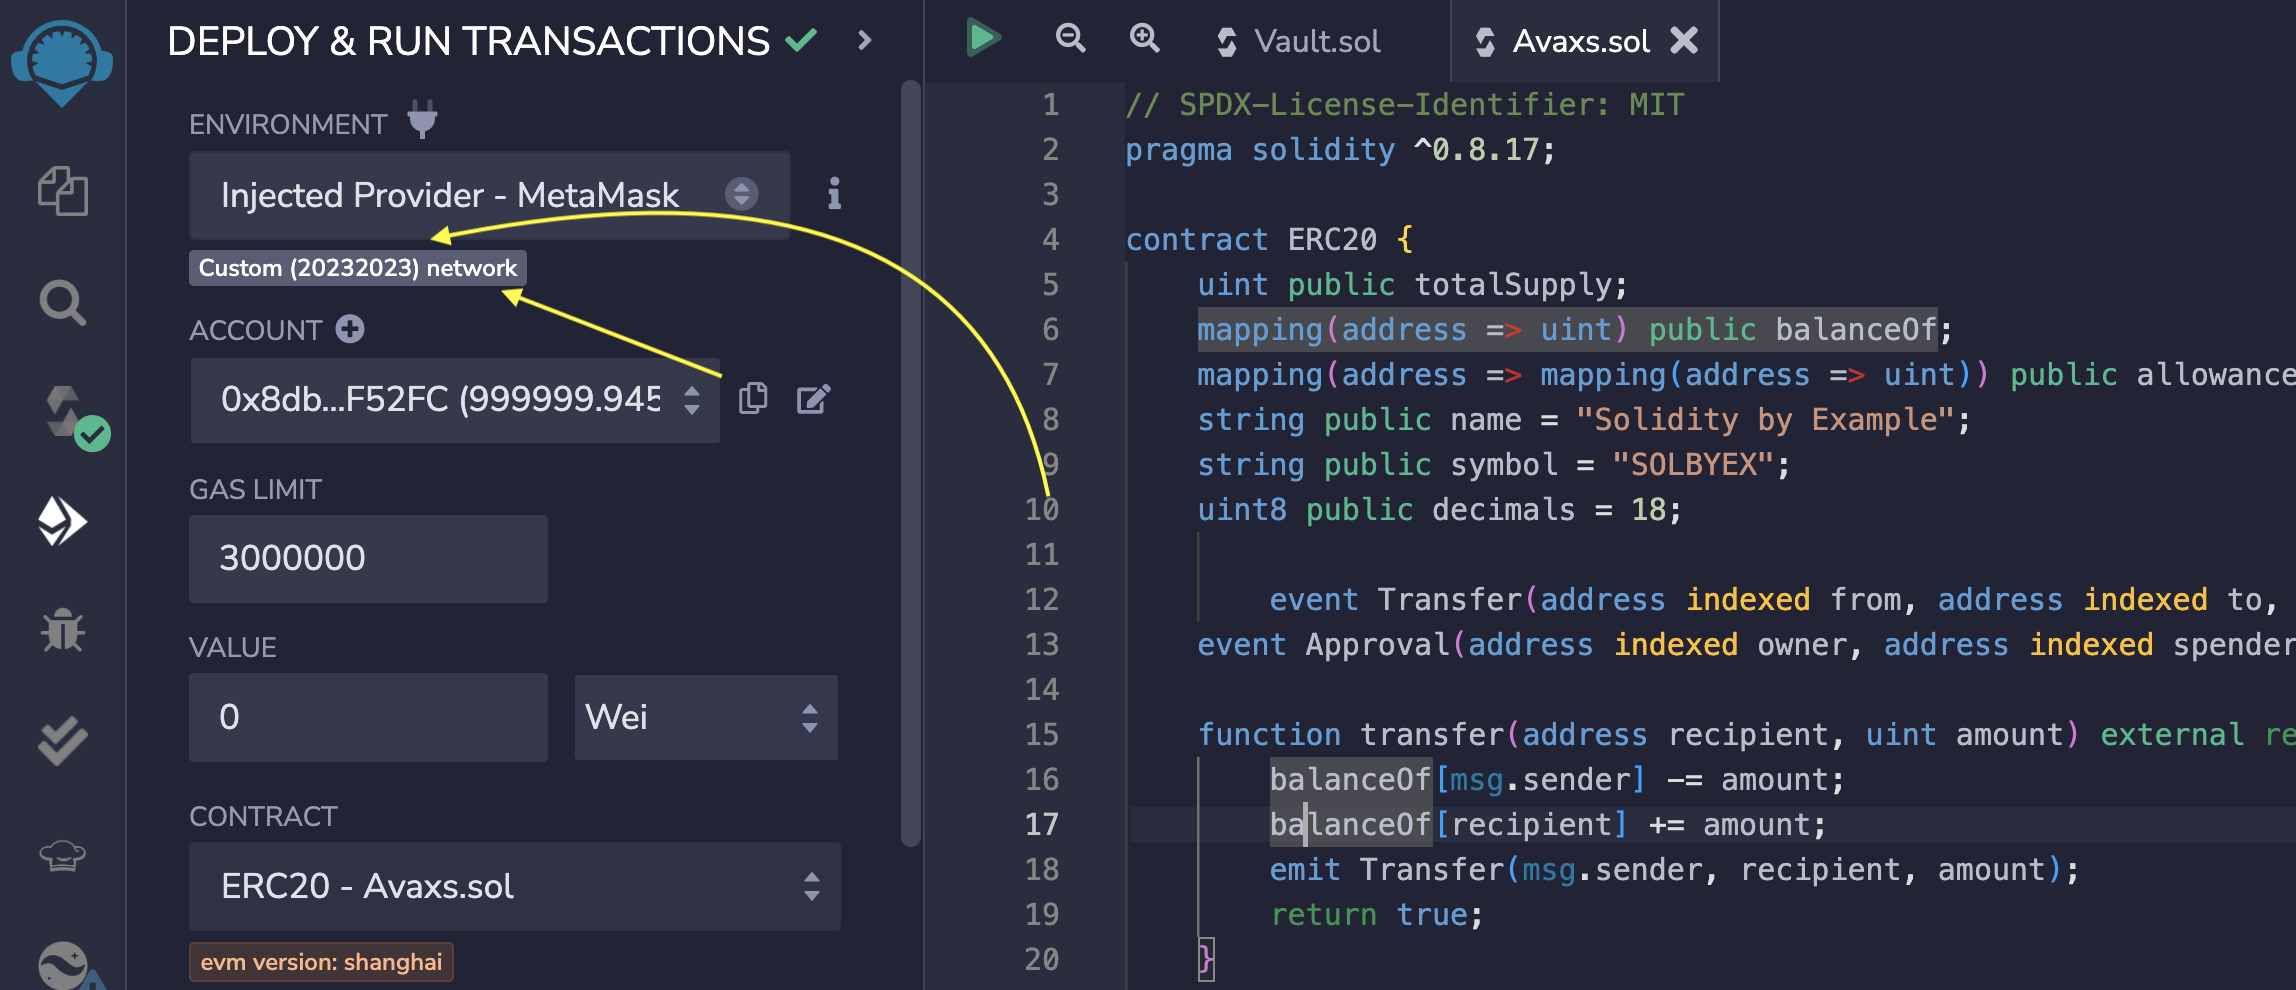 DEPLOY & RUN TRANSACTIONS
ENVIRONMENT
Injected Provider - MetaMask
Custom (20232023) network
ACCOUNT
0x8db...F52FC (999999.945
GAS LIMIT
3000000
VALUE
0
Wei
CONTRACT
ERC20 - Avaxs.sol
evm version: shanghai
Vault.sol
Avaxs.sol
1 // SPDX-License-Identifier: MIT
2 pragma solidity ^0.8.17;
3
4 contract ERC20 {
5 uint public totalSupply;
6 mapping(address => uint) public balanceOf;
7 mapping(address => mapping(address => uint)) public allowance
8 string public name = "Solidity by Example";
9 string public symbol = "SOLBYEX";
10 uint8 public decimals = 18;
11
12 event Transfer(address indexed from, address indexed to,
13 event Approval(address indexed owner, address indexed spender
14
15 function transfer(address recipient, uint amount) external re
16 balanceOf[msg.sender] -= amount;
17 balanceOf[recipient] += amount;
18 emit Transfer(msg.sender, recipient, amount);
19 return true;
20 }